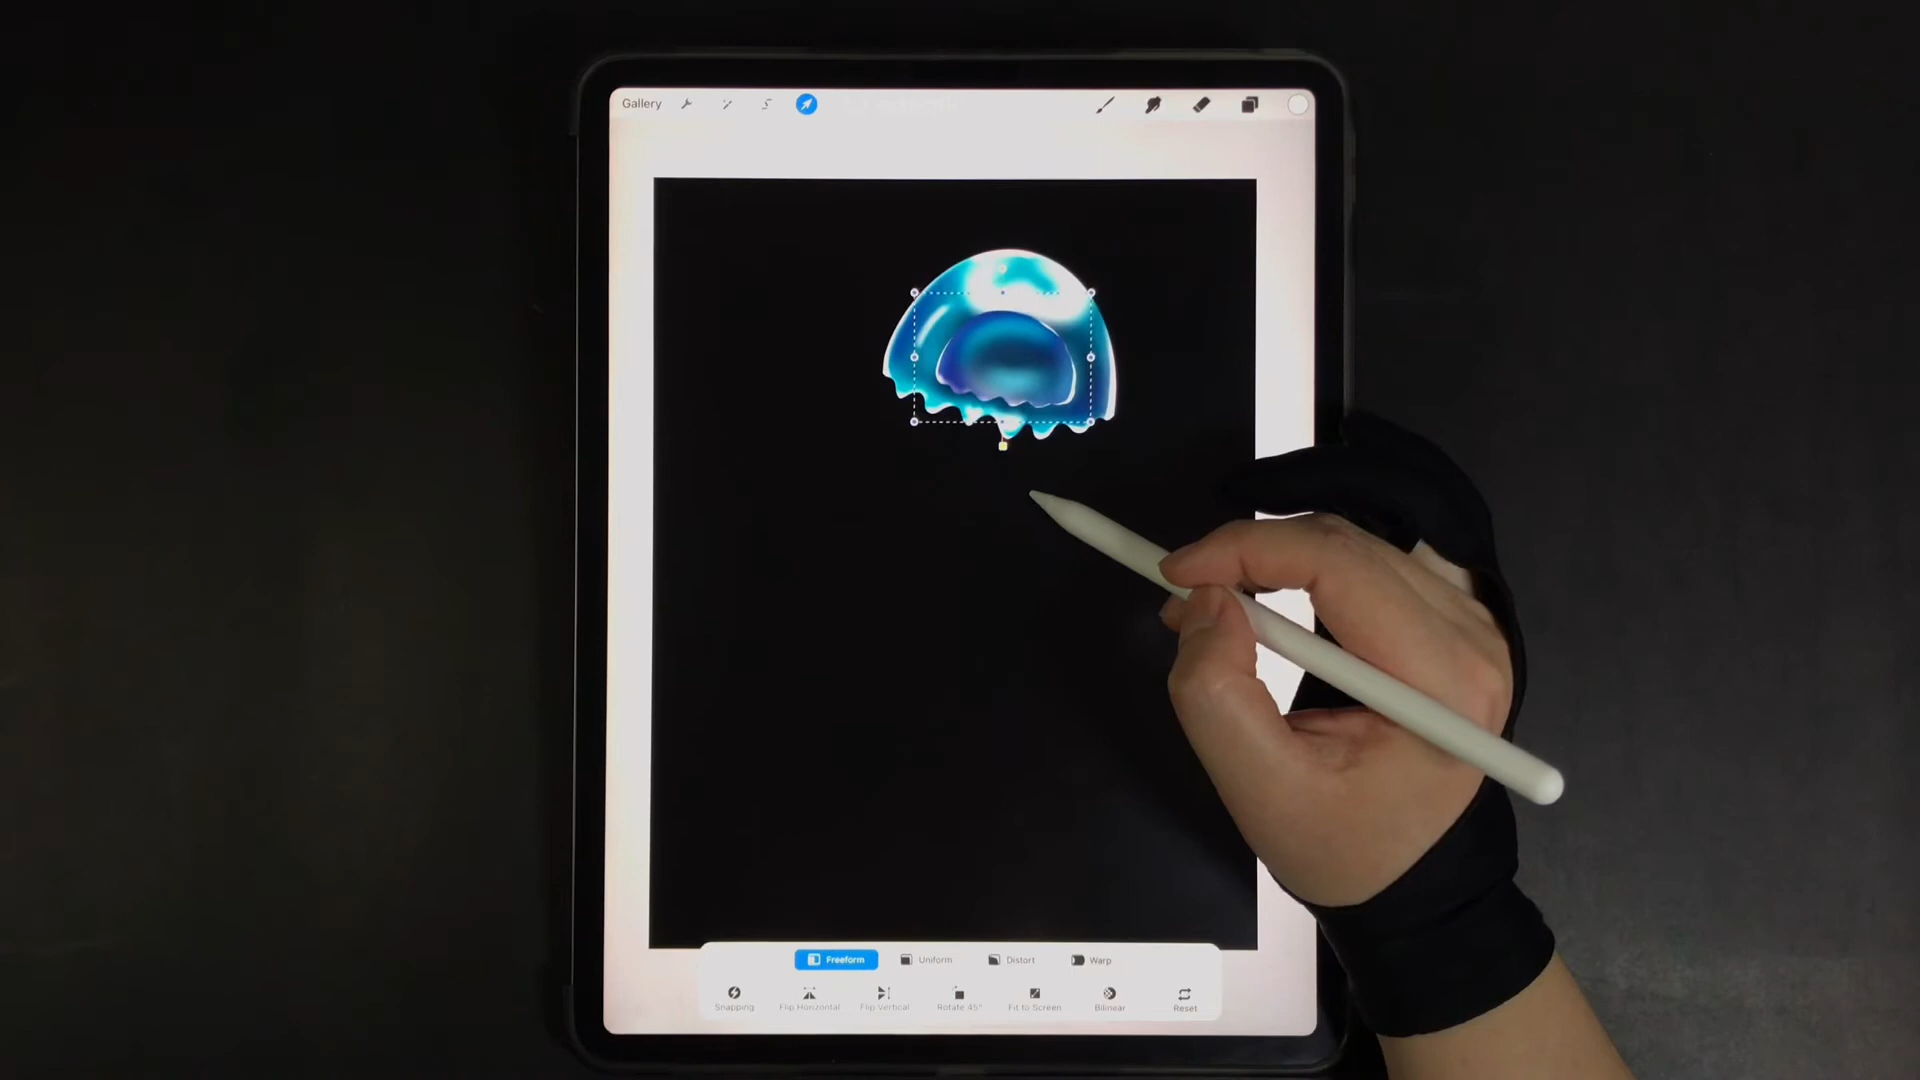 Gallery
Freeform Uniform Distort Warp
Snapping Flip Horizontal Flip Vertical Rotate 45° Fit to Screen Bilinear Reset